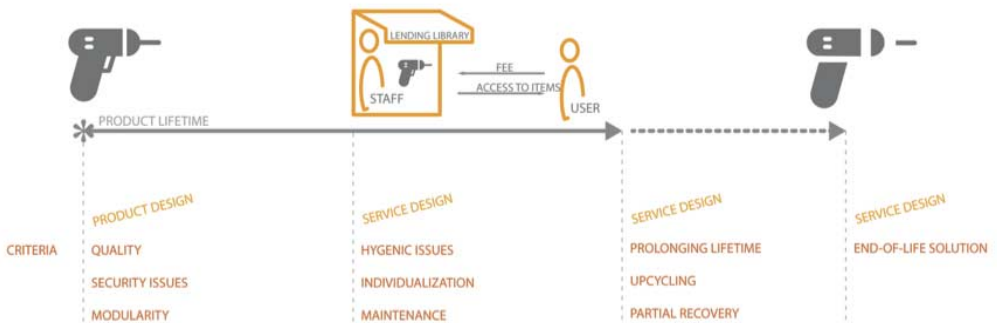 LENDING LIBRARY
STAFF
FEE
ACCESS TO ITEMS
USER
PRODUCT LIFETIME
PRODUCT DESIGN
SERVICE DESIGN
SERVICE DESIGN
SERVICE DESIGN
CRITERIA
QUALITY
HYGENIC ISSUES
PROLONGING LIFETIME
END-OF-LIFE SOLUTION
SECURITY ISSUES
INDIVIDUALIZATION
UPCYCLING
MODULARITY
MAINTENANCE
PARTIAL RECOVERY